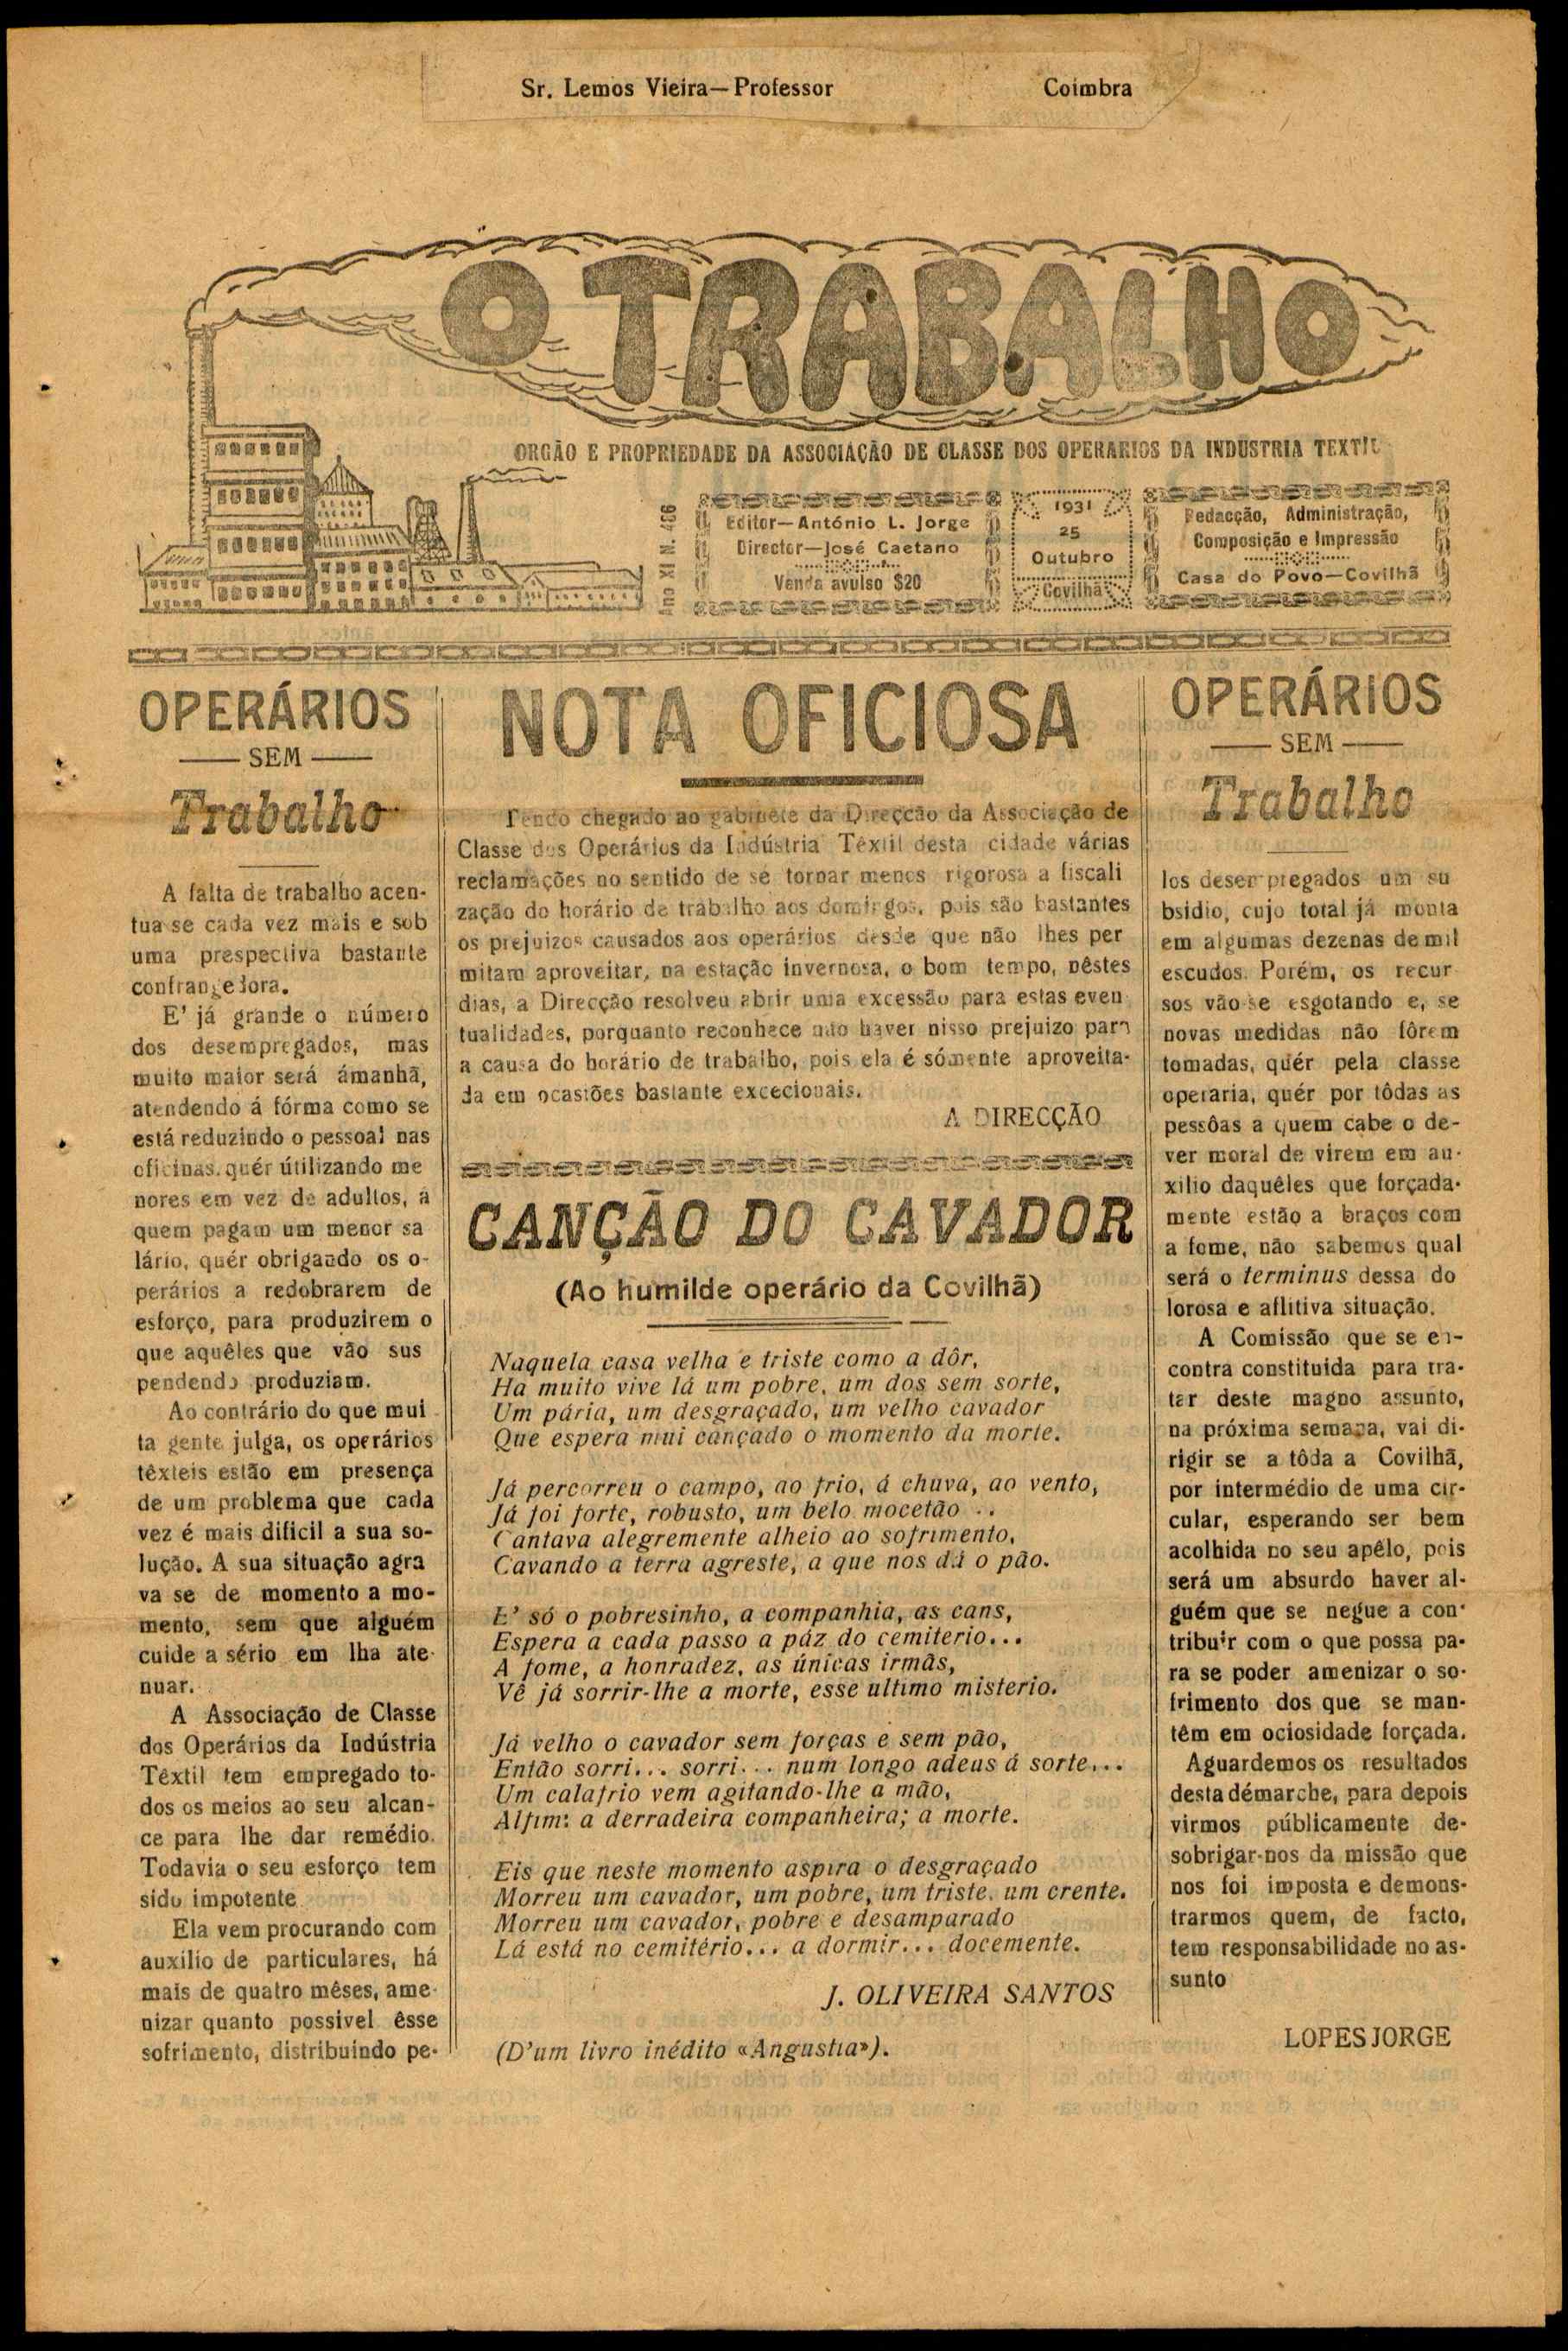 Sr. Lemos Vieira—Professor Coimbra
O TRABALHO
ORGÃO E PROPRIEDADE DA ASSOCIAÇÃO DE CLASSE DOS OPERARIOS DA INDUSTRIA TEXTIL
Ano XI N. 466
Editor—António L. Jorge
Director—José Caetano
Venda avulso $20
1931
25
Outubro
Covilhã
Redacção, Administração,
Composição e Impressão
Casa do Povo—Covilhã
OPERÁRIOS
SEM
Trabalho
A falta de trabalho acen-
tua-se cada vez mais e sob
uma prespectiva bastante
confrangedora.
E' já grande o número
dos desempregados, mas
muito maior será ámanhã,
atendendo á fórma como se
está reduzindo o pessoal nas
oficinas, quér útilizando me
nores em vez de adultos, á
quem pagam um menor sa
lário, quér obrigando os o-
perários a redobrarem de
esforço, para produzirem o
que aquêles que vão sus
pendendo produziam.
Ao contrário do que mui
ta gente julga, os operários
têxteis estão em presença
de um problema que cada
vez é mais dificil a sua so-
lução. A sua situação agra
va se de momento a mo-
mento, sem que alguém
cuide a sério em lha ate-
nuar.
A Associação de Classe
dos Operários da Indústria
Têxtil tem empregado to-
dos os meios ao seu alcan-
ce para lhe dar remédio.
Todavia o seu esforço tem
sido impotente
Ela vem procurando com
auxilio de particulares, há
mais de quatro mêses, ame-
nizar quanto possivel êsse
sofrimento, distribuindo pe-
NOTA OFICIOSA
Tendo chegado ao gabinete da Direcção da Associação de
Classe dos Operários da Indústria Têxtil desta cidade várias
reclamações no sentido de se tornar menos rigorosa a fiscali
zação do horário de trabalho aos domingos, pois são bastantes
os prejuizos causados aos operários desde que não lhes per
mitam aproveitar, na estação invernosa, o bom tempo, nêstes
dias, a Direcção resolveu abrir uma excessão para estas even
tualidades, porquanto reconhece não haver nisso prejuizo para
a causa do horário de trabalho, pois ela é sómente aproveita-
da em ocasiões bastante excecionais.
A DIRECÇÃO
CANÇÃO DO CAVADOR
(Ao humilde operário da Covilhã)
Naquela casa velha e triste como a dôr,
Ha muito vive lá um pobre, um dos sem sorte,
Um pária, um desgraçado, um velho cavador
Que espera mui cançado o momento da morte.
Já percorreu o campo, ao frio, á chuva, ao vento,
Já foi forte, robusto, um belo mocetão ..
Cantava alegremente alheio ao sofrimento,
Cavando a terra agreste, a que nos dá o pão.
E' só o pobresinho, a companhia, as cans,
Espera a cada passo a páz do cemiterio...
A fome, a honradez, as únicas irmãs,
Vê já sorrir-lhe a morte, esse ultimo misterio.
Já velho o cavador sem forças e sem pão,
Então sorri... sorri... num longo adeus á sorte...
Um calafrio vem agitando-lhe a mão,
Alfim: a derradeira companheira; a morte.
Eis que neste momento aspira o desgraçado
Morreu um cavador, um pobre, um triste, um crente.
Morreu um cavador, pobre e desamparado
Lá está no cemitério... a dormir... docemente.
J. OLIVEIRA SANTOS
(D'um livro inédito «Angustia»).
OPERÁRIOS
SEM
Trabalho
los desempregados um su
bsidio, cujo total já monta
em algumas dezenas de mil
escudos. Porém, os recur
sos vão-se esgotando e, se
novas medidas não fôrem
tomadas, quér pela classe
operaria, quér por tôdas as
pessôas a quem cabe o de-
ver moral de virem em au-
xilio daquêles que forçada-
mente estão a braços com
a fome, não sabemos qual
será o terminus dessa do
lorosa e aflitiva situação.
A Comissão que se en-
contra constituida para tra-
tar deste magno assunto,
na próxima semana, vai di-
rigir se a tôda a Covilhã,
por intermédio de uma cir-
cular, esperando ser bem
acolhida no seu apêlo, pois
será um absurdo haver al-
guém que se negue a con-
tribuir com o que possa pa-
ra se poder amenizar o so-
frimento dos que se man-
têm em ociosidade forçada.
Aguardemos os resultados
desta démarche, para depois
virmos públicamente de-
sobrigar-nos da missão que
nos foi imposta e demons-
trarmos quem, de facto,
tem responsabilidade no as-
sunto
LOPES JORGE